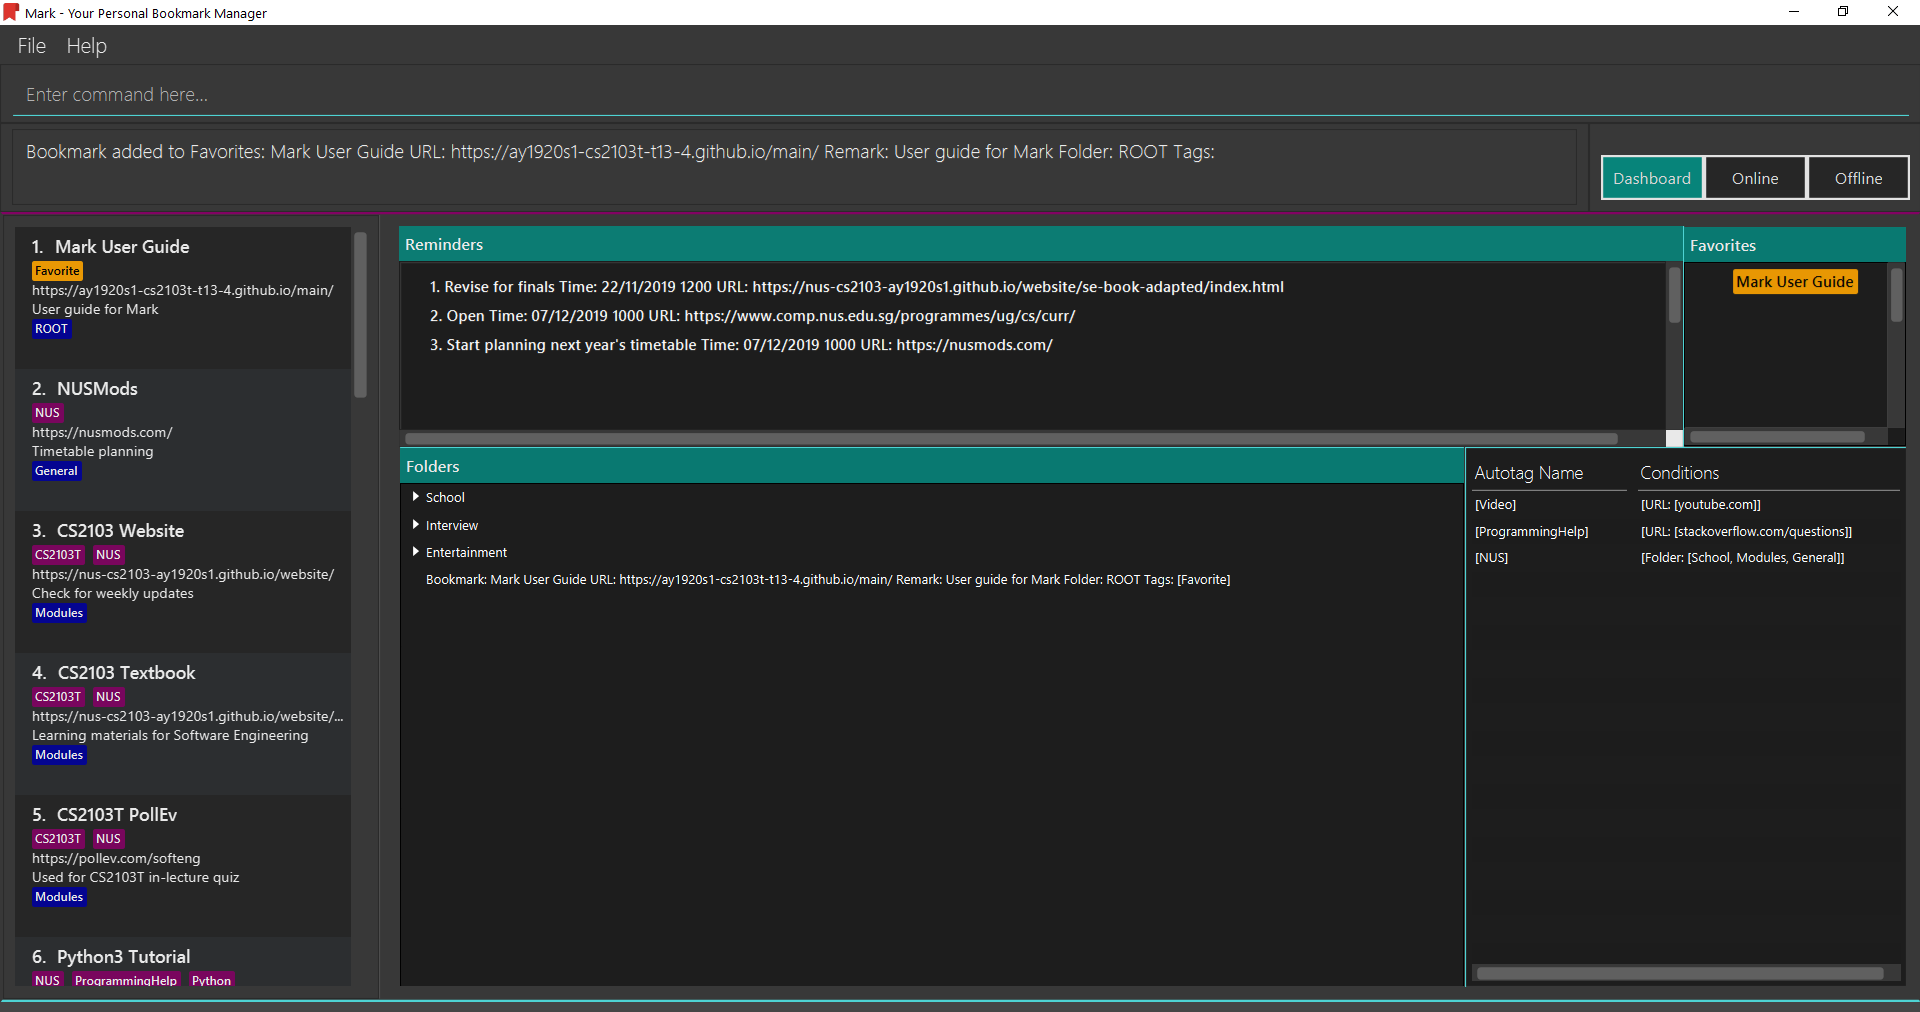 Mark - Your Personal Bookmark Manager
File Help
Enter command here...
Bookmark added to Favorites: Mark User Guide URL: https://ay1920s1-cs2103t-t13-4.github.io/main/ Remark: User guide for Mark Folder: ROOT Tags:
Dashboard Online Offline
1. Mark User Guide
Favorite
https://ay1920s1-cs2103t-t13-4.github.io/main/
User guide for Mark
ROOT
2. NUSMods
NUS
https://nusmods.com/
Timetable planning
General
3. CS2103 Website
CS2103T NUS
https://nus-cs2103-ay1920s1.github.io/website/
Check for weekly updates
Modules
4. CS2103 Textbook
CS2103T NUS
https://nus-cs2103-ay1920s1.github.io/website/...
Learning materials for Software Engineering
Modules
5. CS2103T PollEv
CS2103T NUS
https://pollev.com/softeng
Used for CS2103T in-lecture quiz
Modules
6. Python3 Tutorial
NUS ProgrammingHelp Python
Reminders
1. Revise for finals Time: 22/11/2019 1200 URL: https://nus-cs2103-ay1920s1.github.io/website/se-book-adapted/index.html
2. Open Time: 07/12/2019 1000 URL: https://www.comp.nus.edu.sg/programmes/ug/cs/curr/
3. Start planning next year's timetable Time: 07/12/2019 1000 URL: https://nusmods.com/
Favorites
Mark User Guide
Folders
School
Interview
Entertainment
Bookmark: Mark User Guide URL: https://ay1920s1-cs2103t-t13-4.github.io/main/ Remark: User guide for Mark Folder: ROOT Tags: [Favorite]
Autotag Name Conditions
[Video] [URL: [youtube.com]]
[ProgrammingHelp] [URL: [stackoverflow.com/questions]]
[NUS] [Folder: [School, Modules, General]]